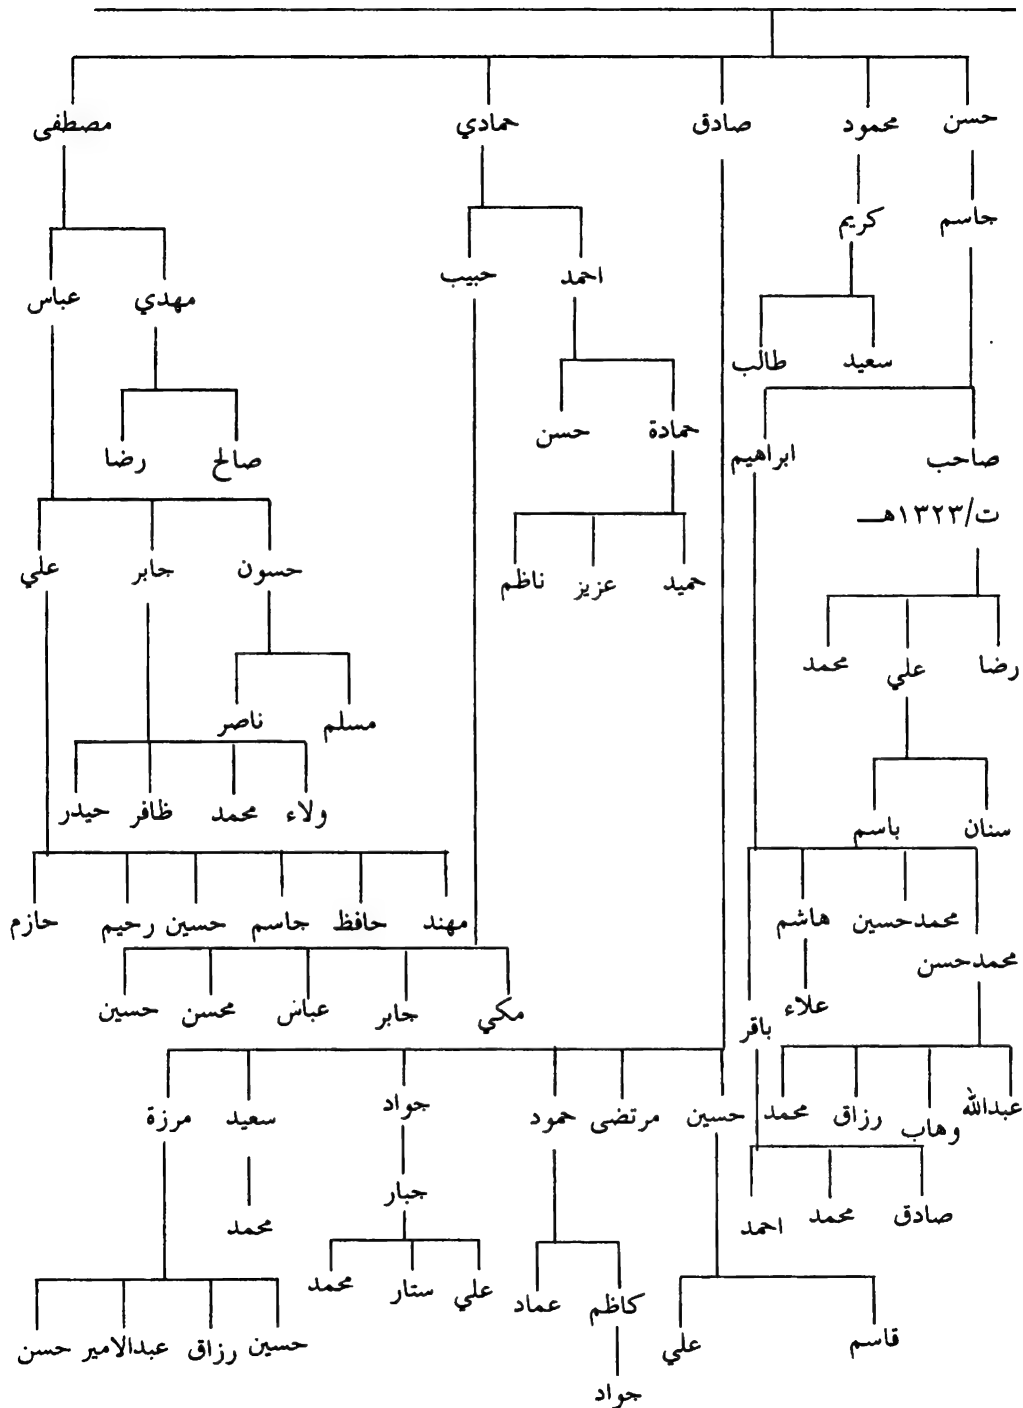 حسن محمود صادق حمادي مصطفى
جاسم كريم
احمد حبيب
مهدي عباس
سعيد طالب
حمادة حسن
صالح رضا
صاحب ابراهيم
ت/١٣٢٣هـ
حميد عزيز ناظم
حسون جابر علي
رضا علي محمد
مسلم ناصر
سنان باسم
ولاء محمد ظافر حيدر
محمدحسين هاشم
مهند حافظ جاسم حسين رحيم حازم
محمدحسن
علاء باقر
مكي جابر عباس محسن حسين
عبدالله وهاب رزاق محمد
حسين مرتضى حمود جواد سعيد مرزة
جبار
صادق محمد احمد
محمد
علي ستار محمد
كاظم عماد
قاسم علي
حسين رزاق عبدالامير حسن
جواد